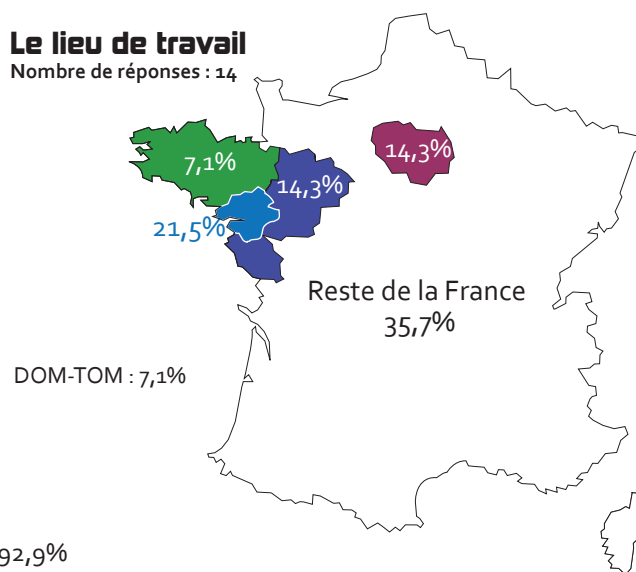 Le lieu de travail
Nombre de réponses : 14
7,1%
14,3%
14,3%
21,5%
Reste de la France
35,7%
DOM-TOM : 7,1%
92,9%